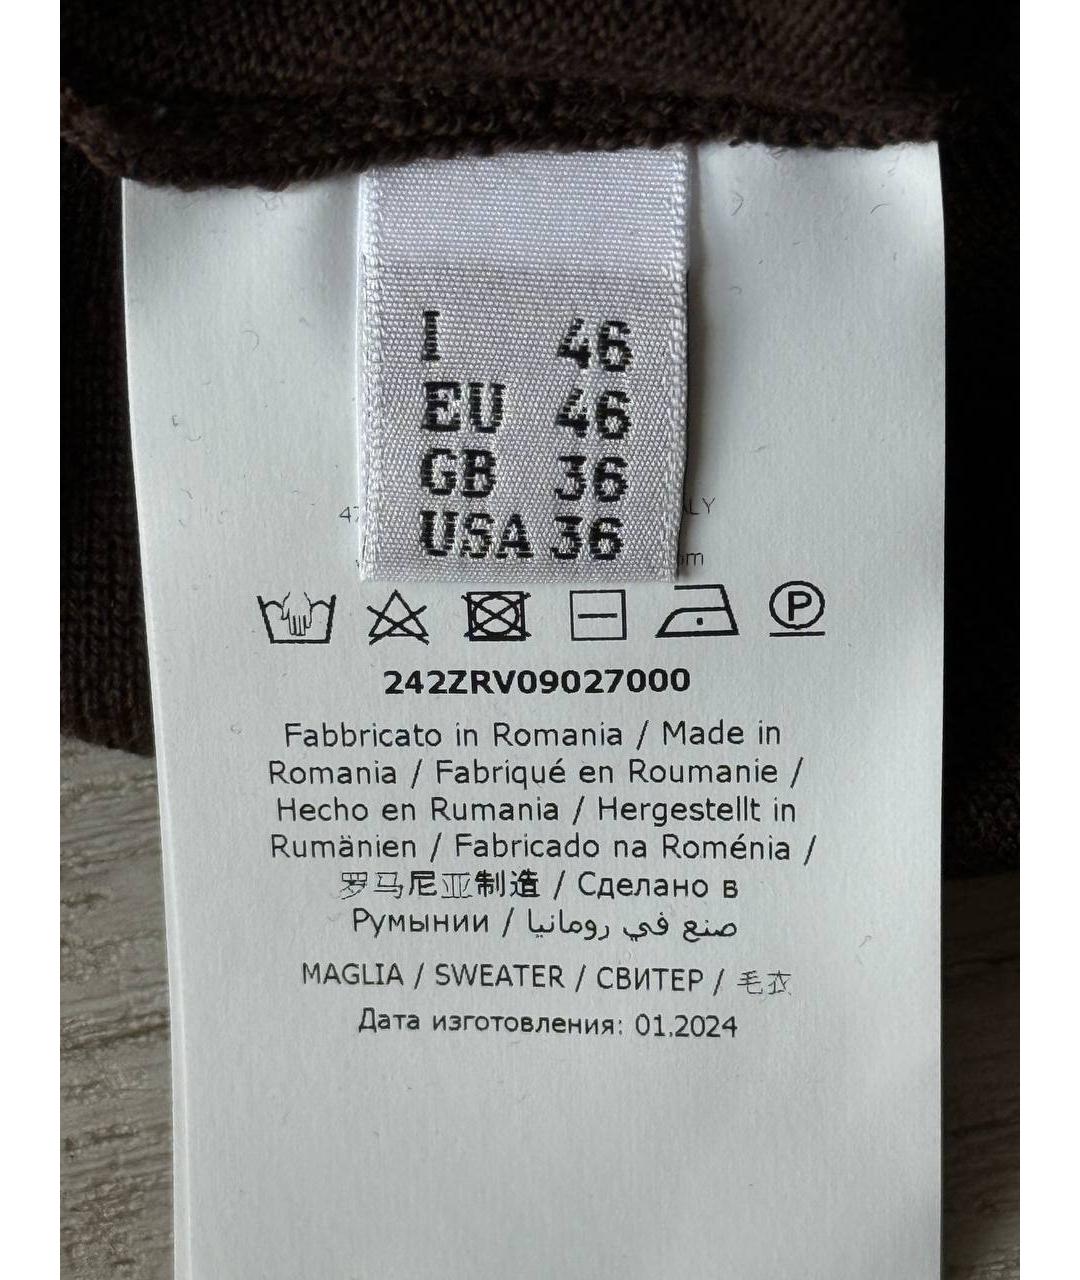 I 46
EU 46
GB 36
USA 36
242ZRV09027000
Fabbricato in Romania / Made in
Romania / Fabriqué en Roumanie /
Hecho en Rumania / Hergestellt in
Rumänien / Fabricado na Roménia /
罗马尼亚制造 / Сделано в
Румынии / صنع في رومانيا
MAGLIA / SWEATER / СВИТЕР / 毛衣
Дата изготовления: 01.2024